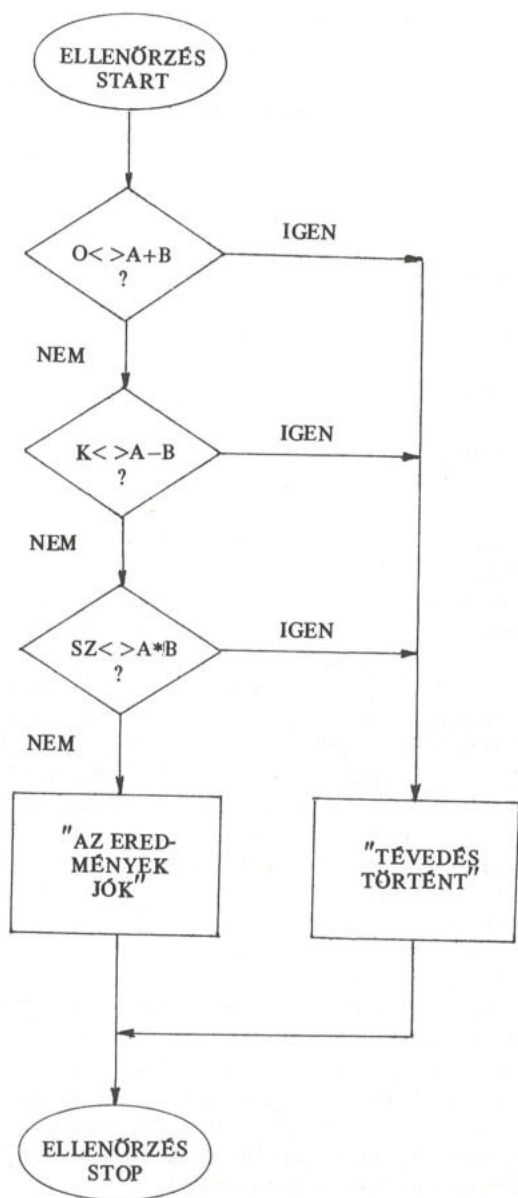 ELLENŐRZÉS
START
O< >A+B
?
IGEN
NEM
K< >A−B
?
IGEN
NEM
SZ< >A*B
?
IGEN
NEM
"AZ ERED-
MÉNYEK
JÓK"
"TÉVEDÉS
TÖRTÉNT"
ELLENŐRZÉS
STOP